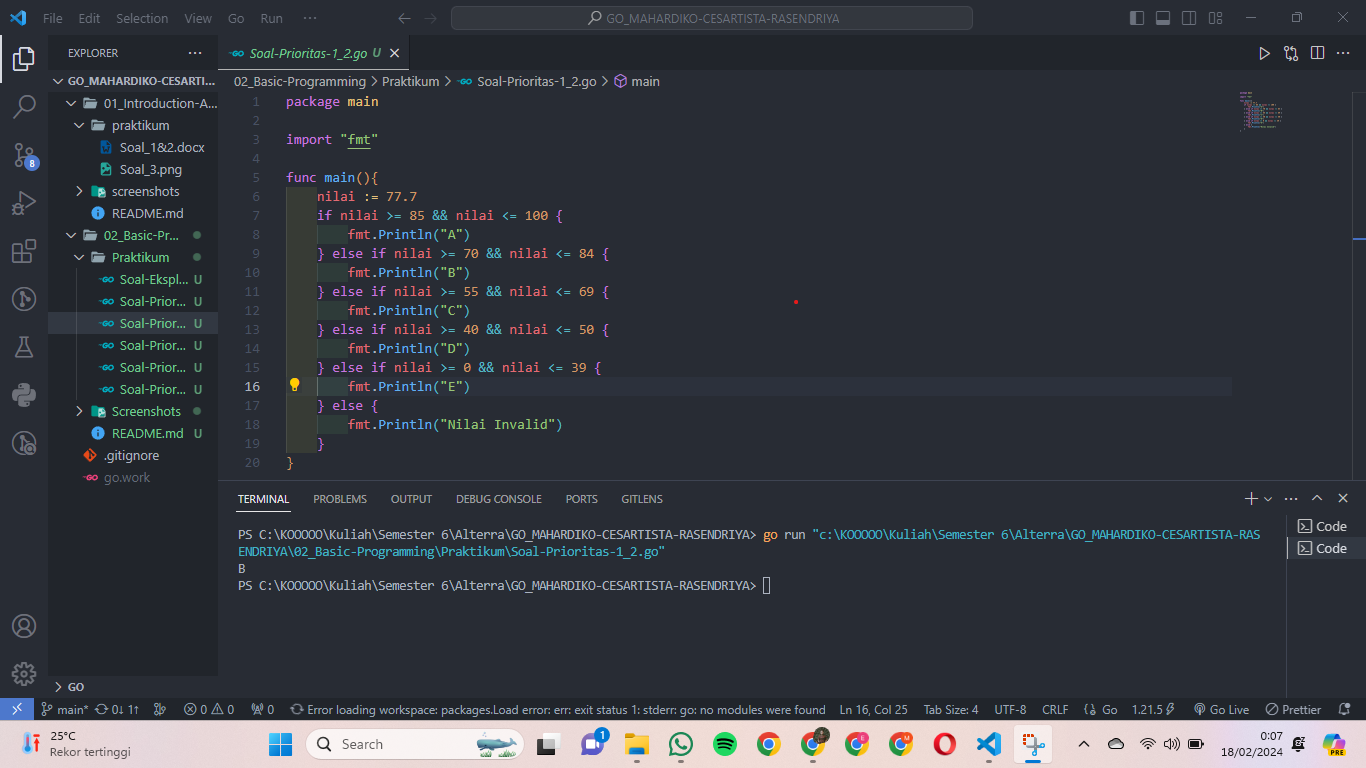 File Edit Selection View Go Run ···
GO_MAHARDIKO-CESARTISTA-RASENDRIYA
EXPLORER ···
GO_MAHARDIKO-CESARTI...
01_Introduction-A...
praktikum
Soal_1&2.docx
Soal_3.png
screenshots
README.md
02_Basic-Pr...
Praktikum
Soal-Ekspl... U
Soal-Prior... U
Soal-Prior... U
Soal-Prior... U
Soal-Prior... U
Soal-Prior... U
Screenshots
README.md U
.gitignore
go.work
GO
8
Soal-Prioritas-1_2.go U
02_Basic-Programming > Praktikum > Soal-Prioritas-1_2.go > main
1 package main
2
3 import "fmt"
4
5 func main(){
6 nilai := 77.7
7 if nilai >= 85 && nilai <= 100 {
8 fmt.Println("A")
9 } else if nilai >= 70 && nilai <= 84 {
10 fmt.Println("B")
11 } else if nilai >= 55 && nilai <= 69 {
12 fmt.Println("C")
13 } else if nilai >= 40 && nilai <= 50 {
14 fmt.Println("D")
15 } else if nilai >= 0 && nilai <= 39 {
16 fmt.Println("E")
17 } else {
18 fmt.Println("Nilai Invalid")
19 }
20 }
TERMINAL PROBLEMS OUTPUT DEBUG CONSOLE PORTS GITLENS
PS C:\KOOOOO\Kuliah\Semester 6\Alterra\GO_MAHARDIKO-CESARTISTA-RASENDRIYA> go run "c:\KOOOOO\Kuliah\Semester 6\Alterra\GO_MAHARDIKO-CESARTISTA-RAS
ENDRIYA\02_Basic-Programming\Praktikum\Soal-Prioritas-1_2.go"
B
PS C:\KOOOOO\Kuliah\Semester 6\Alterra\GO_MAHARDIKO-CESARTISTA-RASENDRIYA>
Code
Code
main* 0↓ 1↑ 0 0 0 Error loading workspace: packages.Load error: err: exit status 1: stderr: go: no modules were found Ln 16, Col 25 Tab Size: 4 UTF-8 CRLF {} Go 1.21.5 Go Live Prettier
25°C
Rekor tertinggi
Search
1
0:07
18/02/2024
PRE